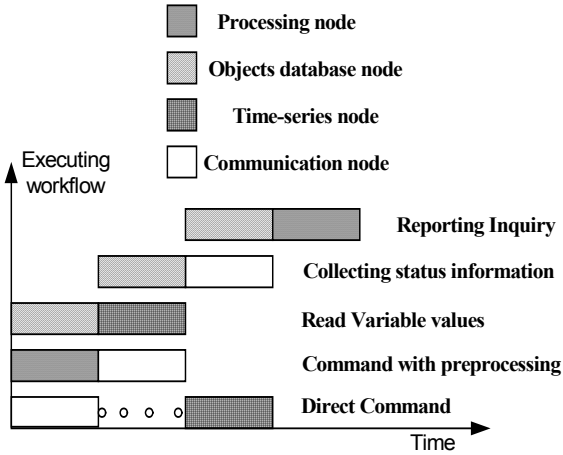 Processing node
Objects database node
Time-series node
Communication node
Executing
workflow
Reporting Inquiry
Collecting status information
Read Variable values
Command with preprocessing
Direct Command
Time